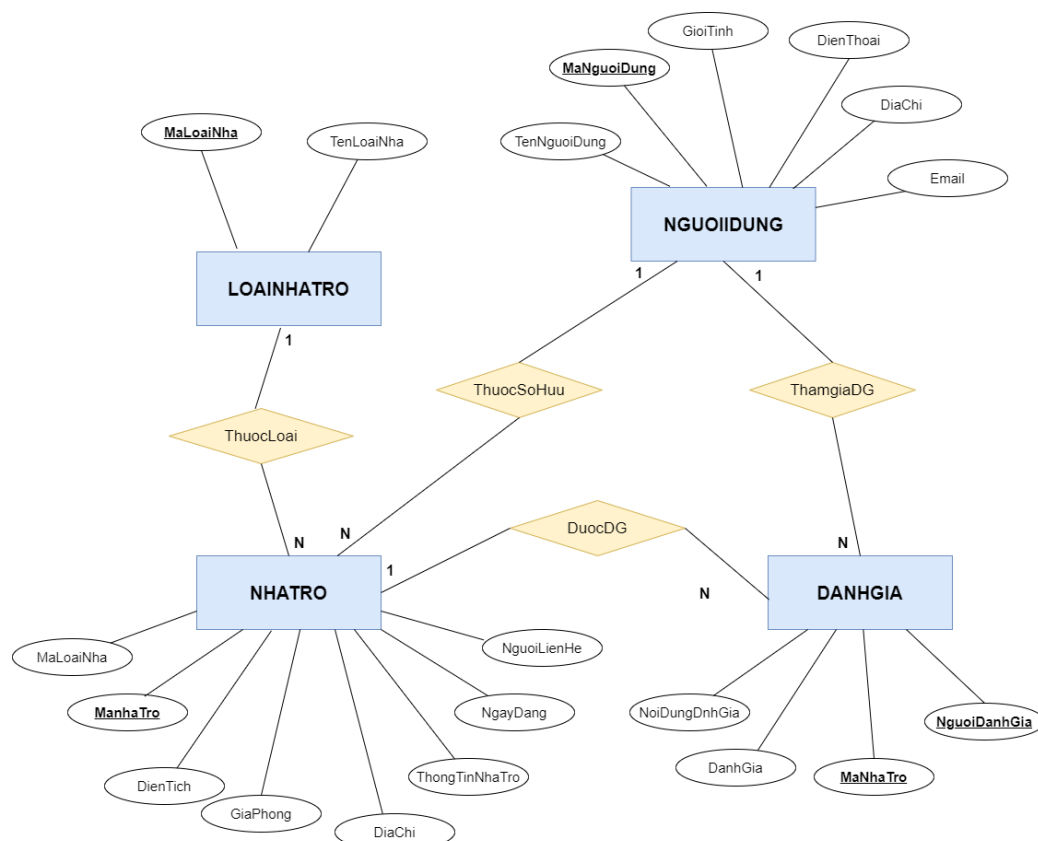 GioiTinh
DienThoai
MaNguoiDung
DiaChi
MaLoaiNha
TenLoaiNha
TenNguoiDung
Email
NGUOIIDUNG
LOAINHATRO
1
1
1
ThuocSoHuu
ThamgiaDG
ThuocLoai
DuocDG
N
N
N
1
N
NHATRO
DANHGIA
MaLoaiNha
NguoiLienHe
ManhaTro
NgayDang
NoiDungDnhGia
NguoiDanhGia
DienTich
ThongTinNhaTro
DanhGia
MaNhaTro
GiaPhong
DiaChi